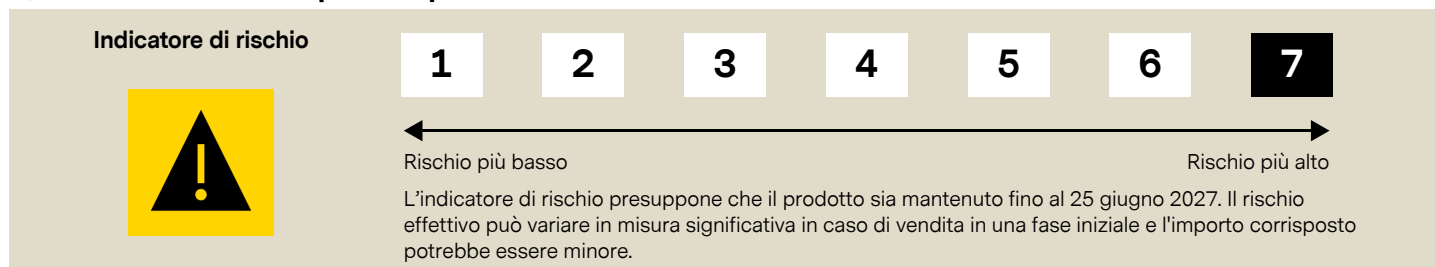 Indicatore di rischio
1 2 3 4 5 6 7
Rischio più basso
Rischio più alto
L'indicatore di rischio presuppone che il prodotto sia mantenuto fino al 25 giugno 2027. Il rischio
effettivo può variare in misura significativa in caso di vendita in una fase iniziale e l'importo corrisposto
potrebbe essere minore.